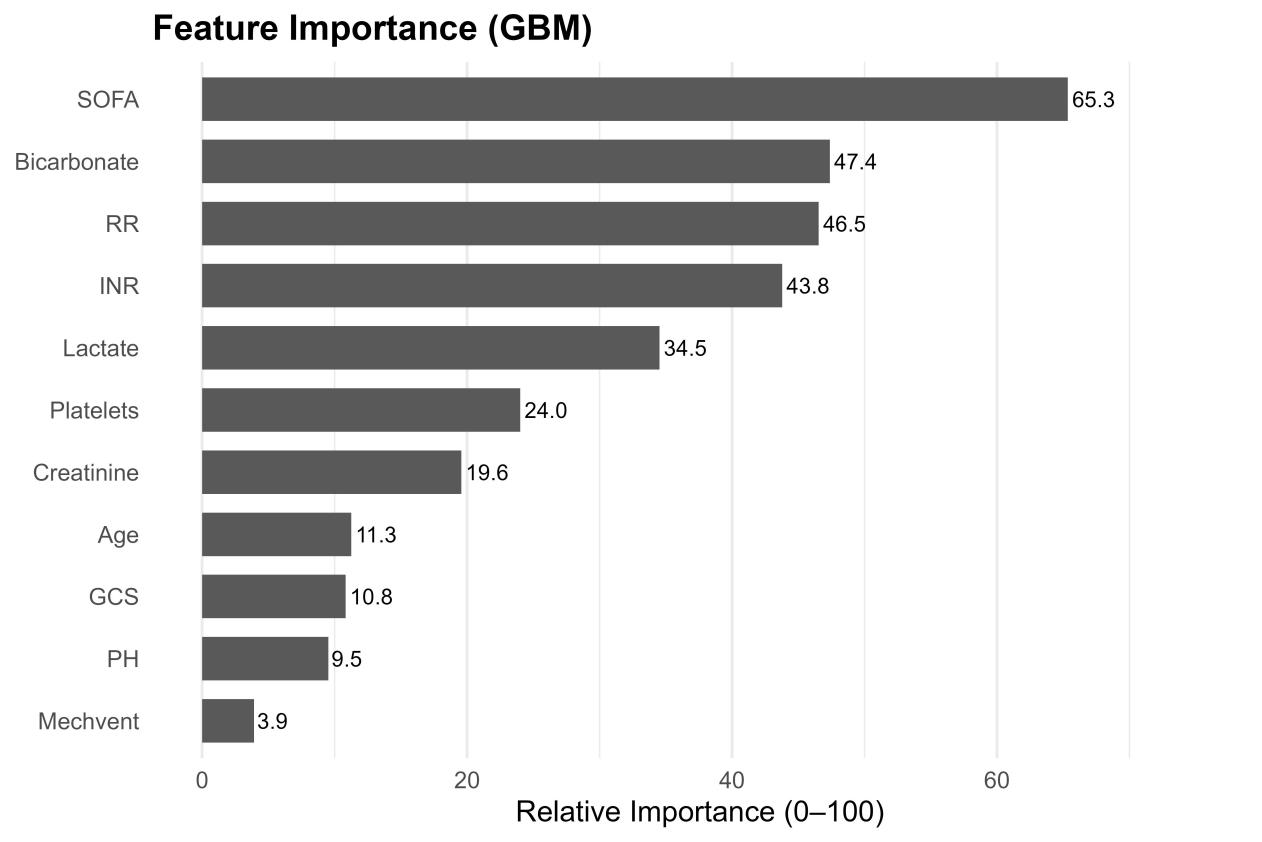 Feature Importance (GBM)
SOFA 65.3
Bicarbonate 47.4
RR 46.5
INR 43.8
Lactate 34.5
Platelets 24.0
Creatinine 19.6
Age 11.3
GCS 10.8
PH 9.5
Mechvent 3.9
0 20 40 60
Relative Importance (0–100)